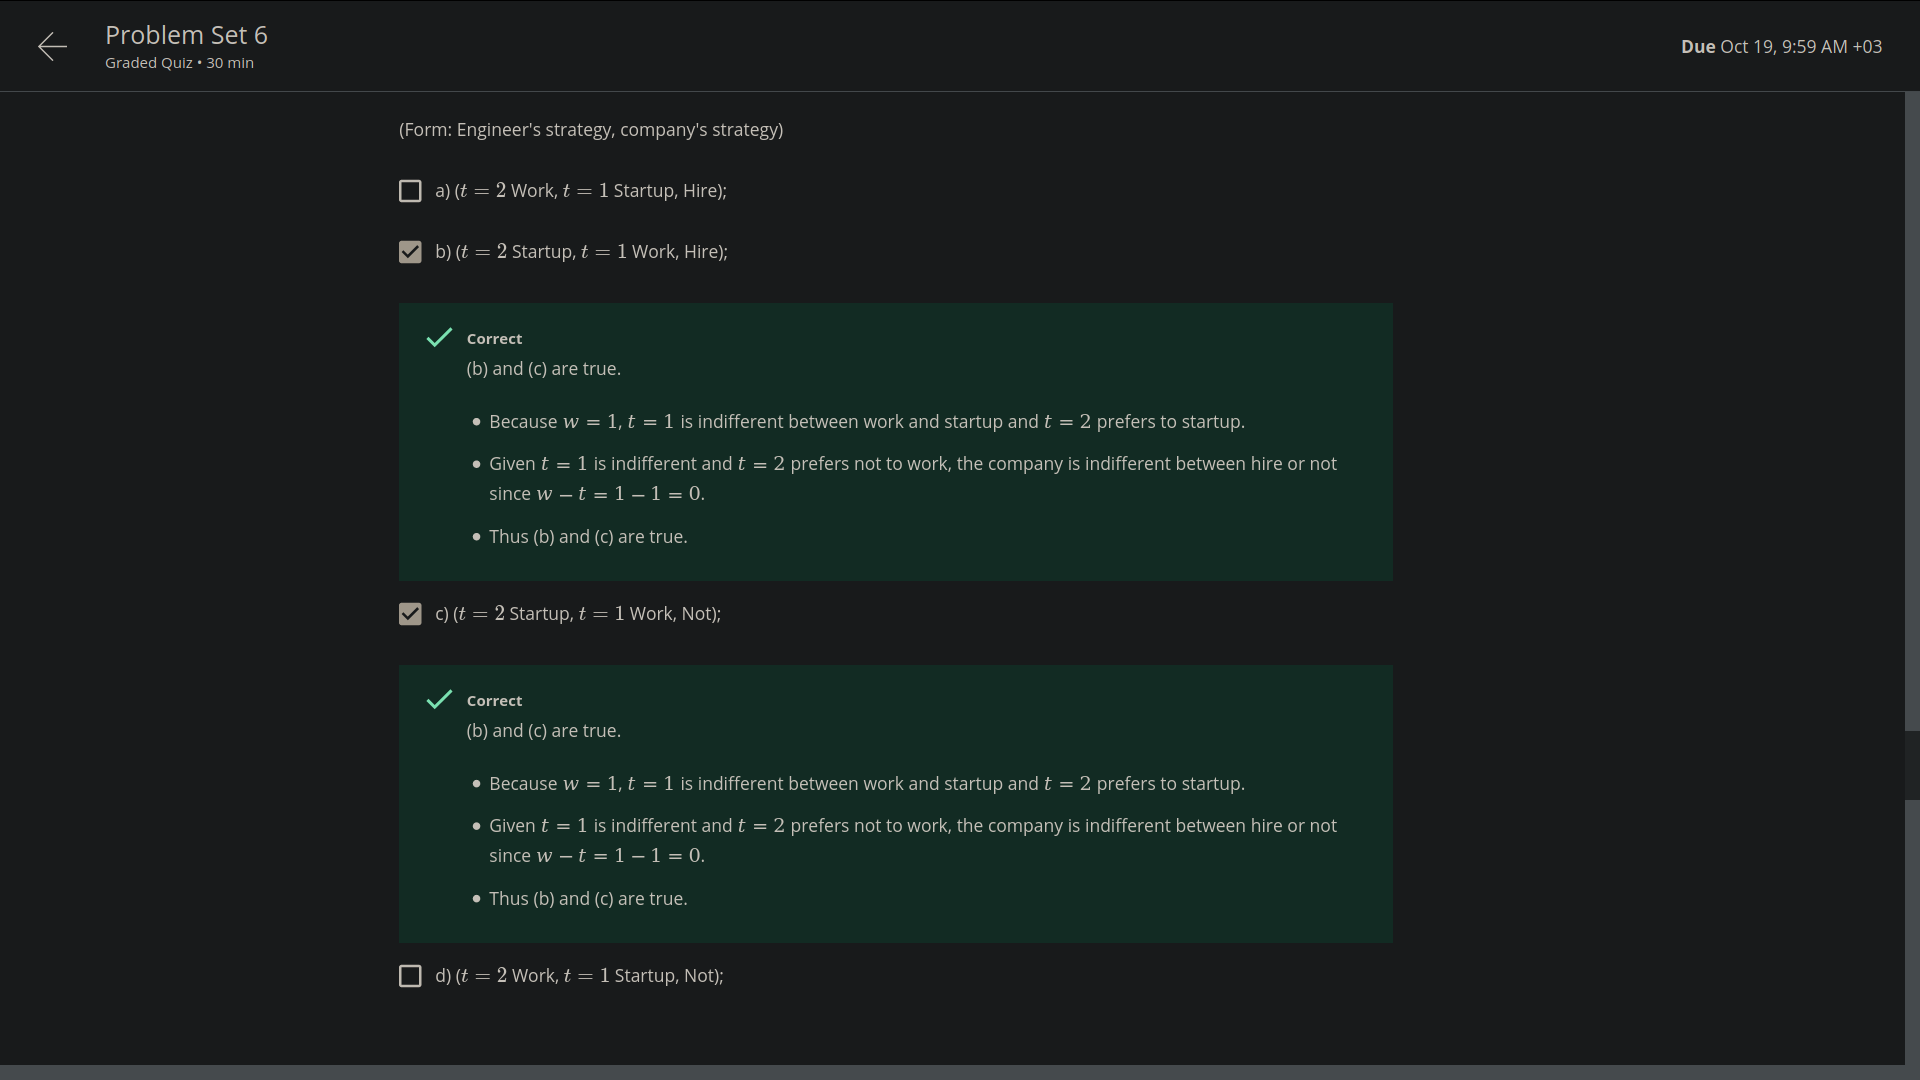 Problem Set 6
Graded Quiz • 30 min
Due Oct 19, 9:59 AM +03
(Form: Engineer's strategy, company's strategy)
a) (t = 2 Work, t = 1 Startup, Hire);
b) (t = 2 Startup, t = 1 Work, Hire);
Correct
(b) and (c) are true.
• Because w = 1, t = 1 is indifferent between work and startup and t = 2 prefers to startup.
• Given t = 1 is indifferent and t = 2 prefers not to work, the company is indifferent between hire or not
since w – t = 1 – 1 = 0.
• Thus (b) and (c) are true.
c) (t = 2 Startup, t = 1 Work, Not);
Correct
(b) and (c) are true.
• Because w = 1, t = 1 is indifferent between work and startup and t = 2 prefers to startup.
• Given t = 1 is indifferent and t = 2 prefers not to work, the company is indifferent between hire or not
since w – t = 1 – 1 = 0.
• Thus (b) and (c) are true.
d) (t = 2 Work, t = 1 Startup, Not);